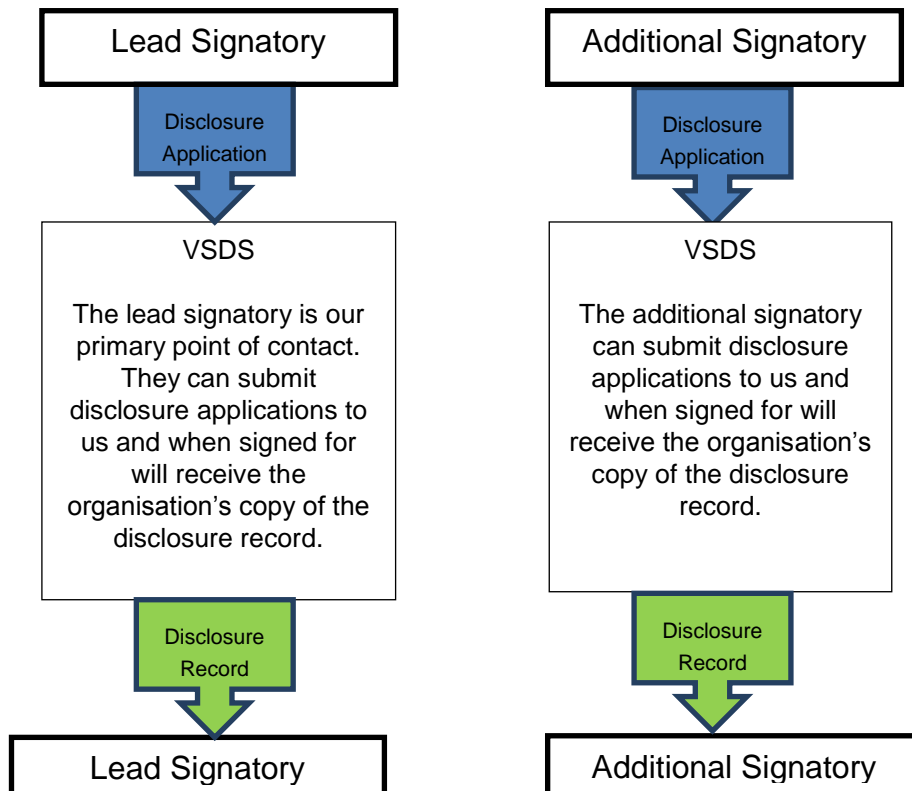 Lead Signatory
Disclosure
Application
VSDS
The lead signatory is our
primary point of contact.
They can submit
disclosure applications to
us and when signed for
will receive the
organisation’s copy of the
disclosure record.
Disclosure
Record
Lead Signatory
Additional Signatory
Disclosure
Application
VSDS
The additional signatory
can submit disclosure
applications to us and
when signed for will
receive the organisation’s
copy of the disclosure
record.
Disclosure
Record
Additional Signatory